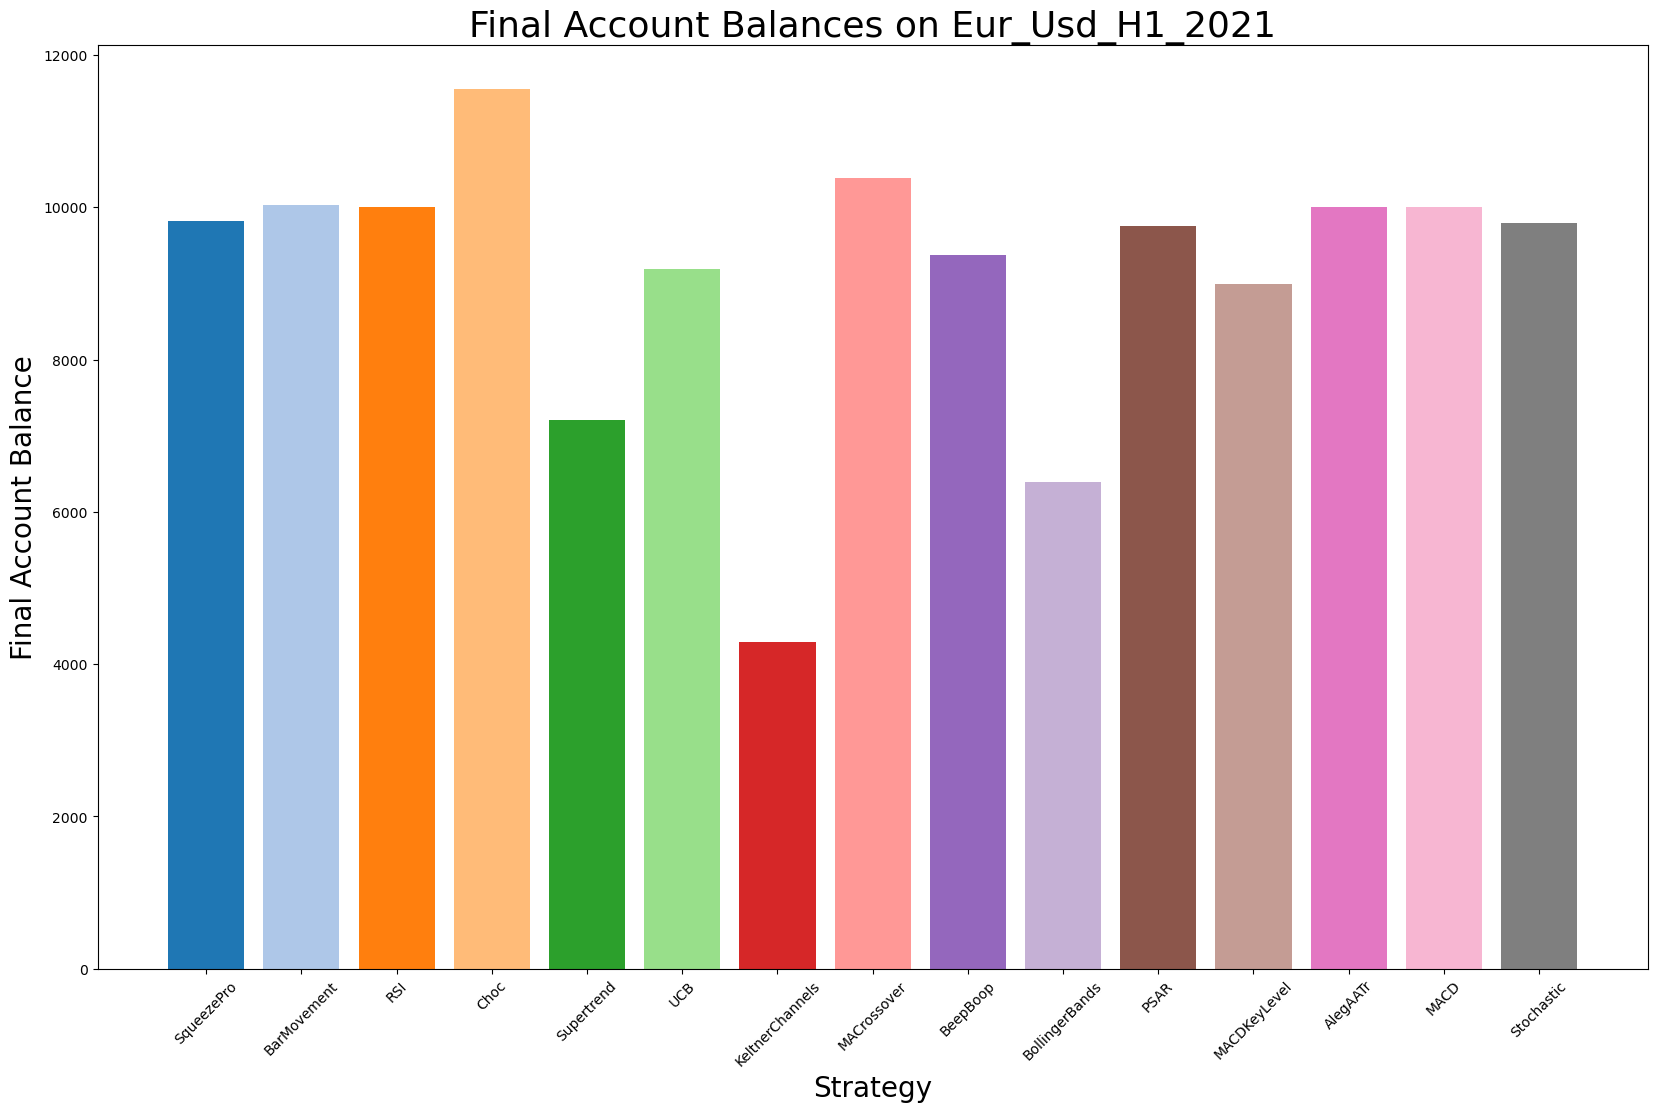 Final Account Balances on Eur_Usd_H1_2021
Final Account Balance
12000
10000
8000
6000
4000
2000
0
SqueezePro
BarMovement
RSI
Choc
Supertrend
UCB
KeltnerChannels
MACrossover
BeepBoop
BollingerBands
PSAR
MACDKeyLevel
AlegAATr
MACD
Stochastic
Strategy